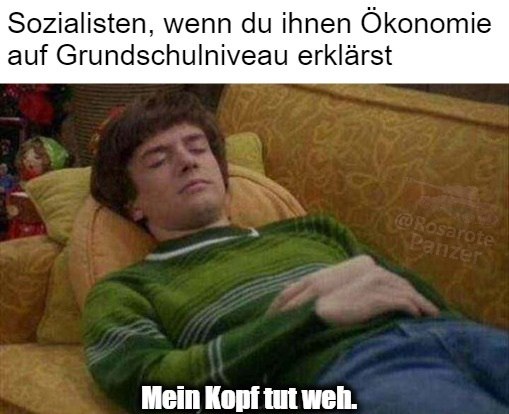 Sozialisten, wenn du ihnen Ökonomie
auf Grundschulniveau erklärst
@Rosarote
Panzer
Mein Kopf tut weh.